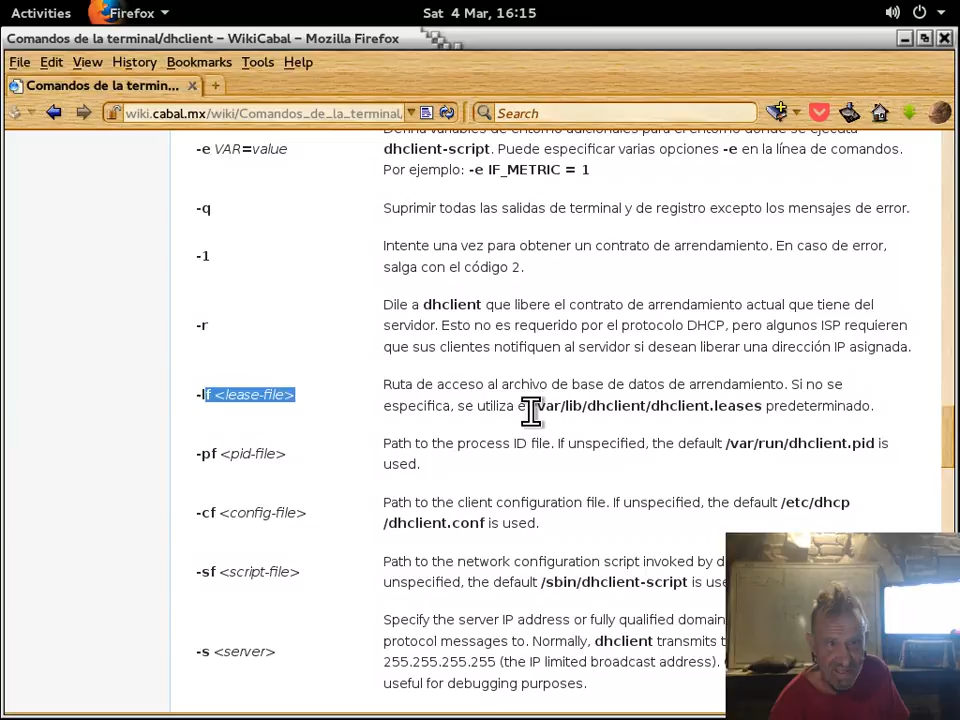 Activities
Firefox
Sat 4 Mar, 16:15
Comandos de la terminal/dhclient – WikiCabal – Mozilla Firefox
File Edit View History Bookmarks Tools Help
Comandos de la termin...
wiki.cabal.mx/wiki/Comandos_de_la_terminal,
Search
-e VAR=value
Defina variables de entorno adicionales para el entorno donde se ejecuta
dhclient-script. Puede especificar varias opciones -e en la línea de comandos.
Por ejemplo: -e IF_METRIC = 1
-q
Suprimir todas las salidas de terminal y de registro excepto los mensajes de error.
-1
Intente una vez para obtener un contrato de arrendamiento. En caso de error,
salga con el código 2.
-r
Dile a dhclient que libere el contrato de arrendamiento actual que tiene del
servidor. Esto no es requerido por el protocolo DHCP, pero algunos ISP requieren
que sus clientes notifiquen al servidor si desean liberar una dirección IP asignada.
-lf <lease-file>
Ruta de acceso al archivo de base de datos de arrendamiento. Si no se
especifica, se utiliza e /var/lib/dhclient/dhclient.leases predeterminado.
-pf <pid-file>
Path to the process ID file. If unspecified, the default /var/run/dhclient.pid is
used.
-cf <config-file>
Path to the client configuration file. If unspecified, the default /etc/dhcp
/dhclient.conf is used.
-sf <script-file>
Path to the network configuration script invoked by d
unspecified, the default /sbin/dhclient-script is use
-s <server>
Specify the server IP address or fully qualified domain
protocol messages to. Normally, dhclient transmits t
255.255.255.255 (the IP limited broadcast address).
useful for debugging purposes.